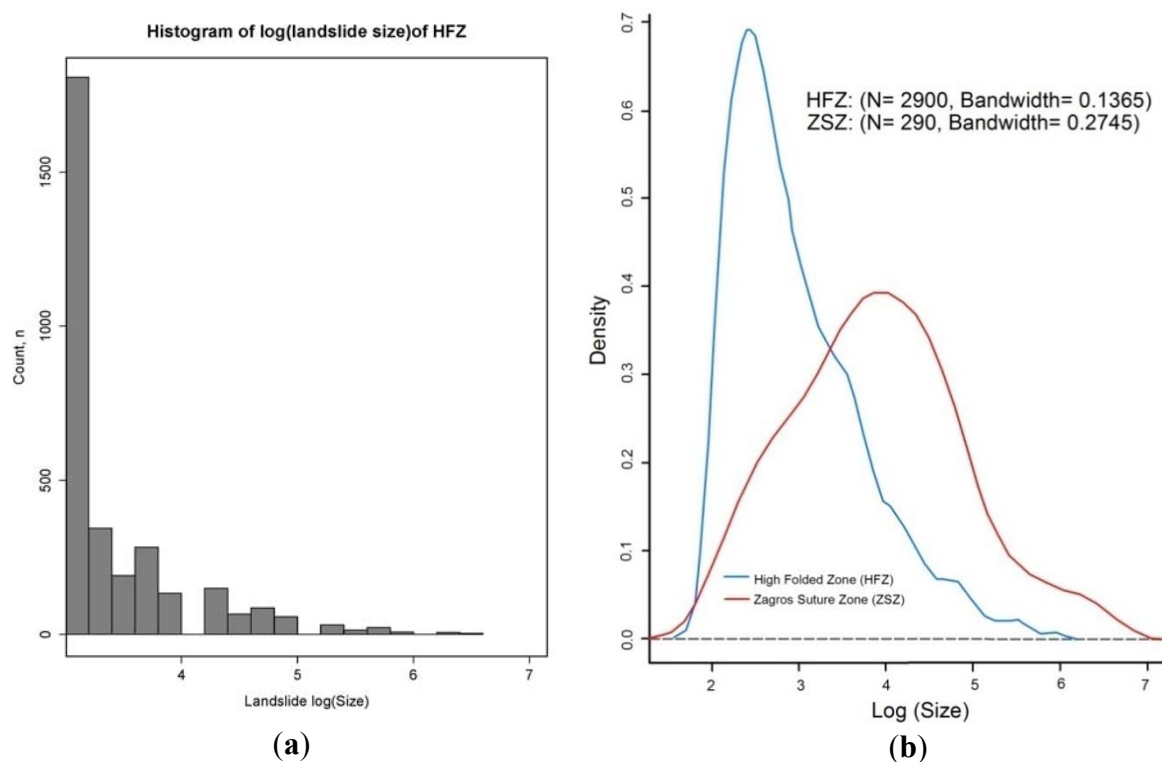 Histogram of log(landslide size)of HFZ
Count, n
1500
1000
500
0
4 5 6 7
Landslide log(Size)
(a)
Density
0.7
0.6
0.5
0.4
0.3
0.2
0.1
0.0
HFZ: (N= 2900, Bandwidth= 0.1365)
ZSZ: (N= 290, Bandwidth= 0.2745)
High Folded Zone (HFZ)
Zagros Suture Zone (ZSZ)
2 3 4 5 6 7
Log (Size)
(b)